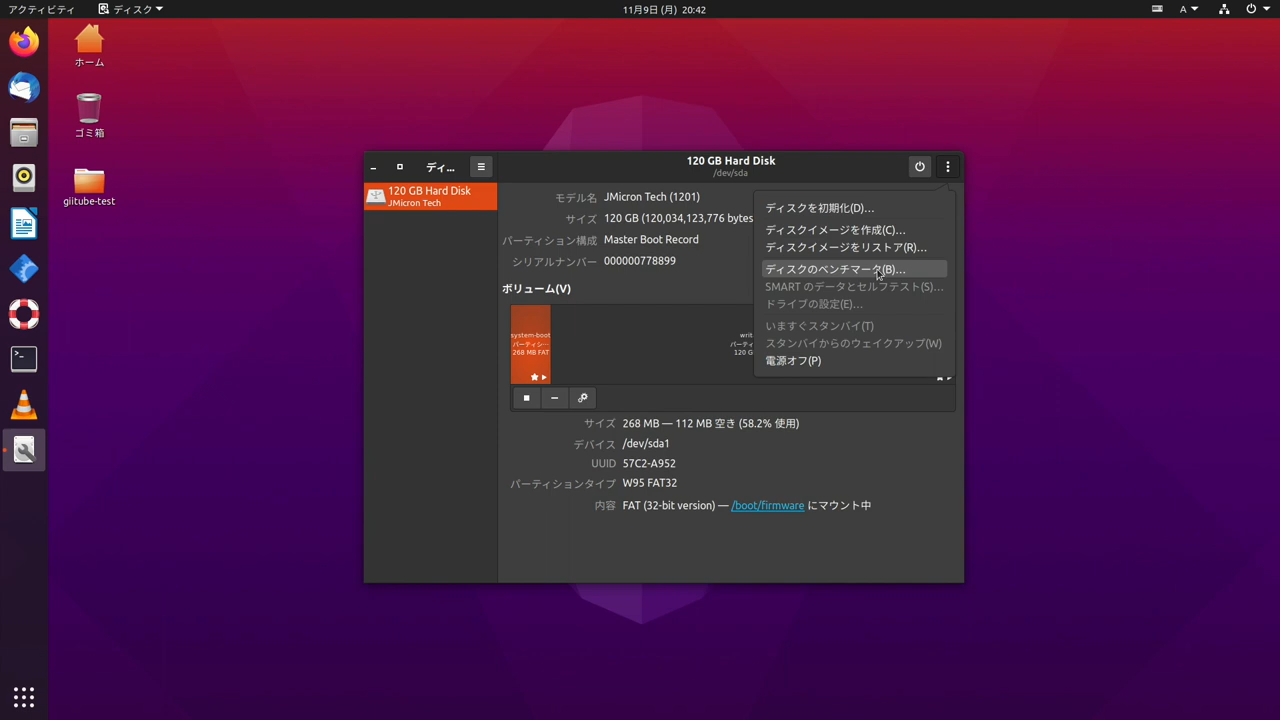 アクティビティ
ディスク
11月9日 (月) 20:42
A
ホーム
ゴミ箱
giitube-test
ディ...
120 GB Hard Disk
/dev/sda
120 GB Hard Disk
JMicron Tech
モデル名 JMicron Tech (1201)
サイズ 120 GB (120,034,123,776 bytes
パーティション構成 Master Boot Record
シリアルナンバー 000000778899
ボリューム(V)
system-boot
パーティシ…
268 MB FAT
writ
パーティ
120 G
ディスクを初期化(D)...
ディスクイメージを作成(C)...
ディスクイメージをリストア(R)...
ディスクのベンチマーク(B)...
SMART のデータとセルフテスト(S)...
ドライブの設定(E)...
いますぐスタンバイ(T)
スタンバイからのウェイクアップ(W)
電源オフ(P)
サイズ 268 MB — 112 MB 空き (58.2% 使用)
デバイス /dev/sda1
UUID 57C2-A952
パーティションタイプ W95 FAT32
内容 FAT (32-bit version) — /boot/firmware にマウント中